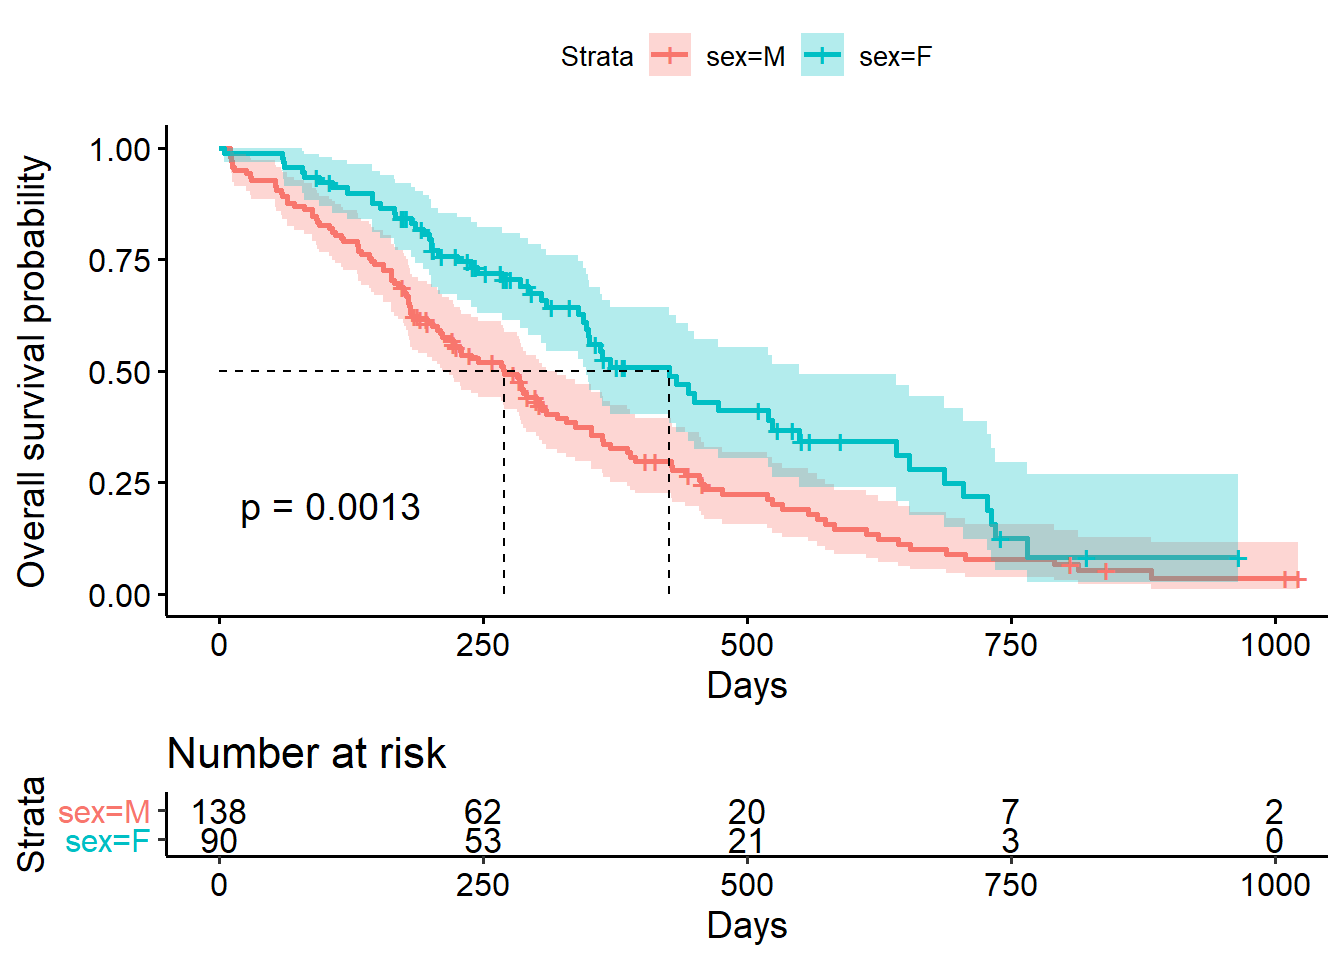 Strata sex=M sex=F
Overall survival probability
1.00
0.75
0.50
0.25
0.00
p = 0.0013
0 250 500 750 1000
Days
Number at risk
Strata
sex=M 138 62 20 7 2
sex=F 90 53 21 3 0
0 250 500 750 1000
Days